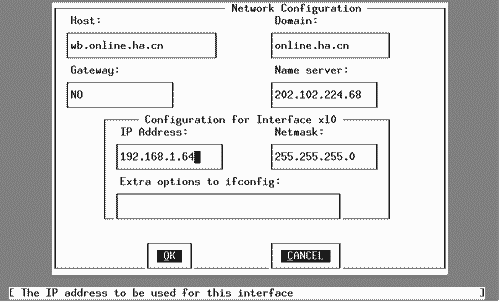 Network Configuration
Host: Domain:
wb.online.ha.cn online.ha.cn
Gateway: Name server:
NO 202.102.224.68
Configuration for Interface xl0
IP Address: Netmask:
192.168.1.64 255.255.255.0
Extra options to ifconfig:
OK CANCEL
[ The IP address to be used for this interface ]